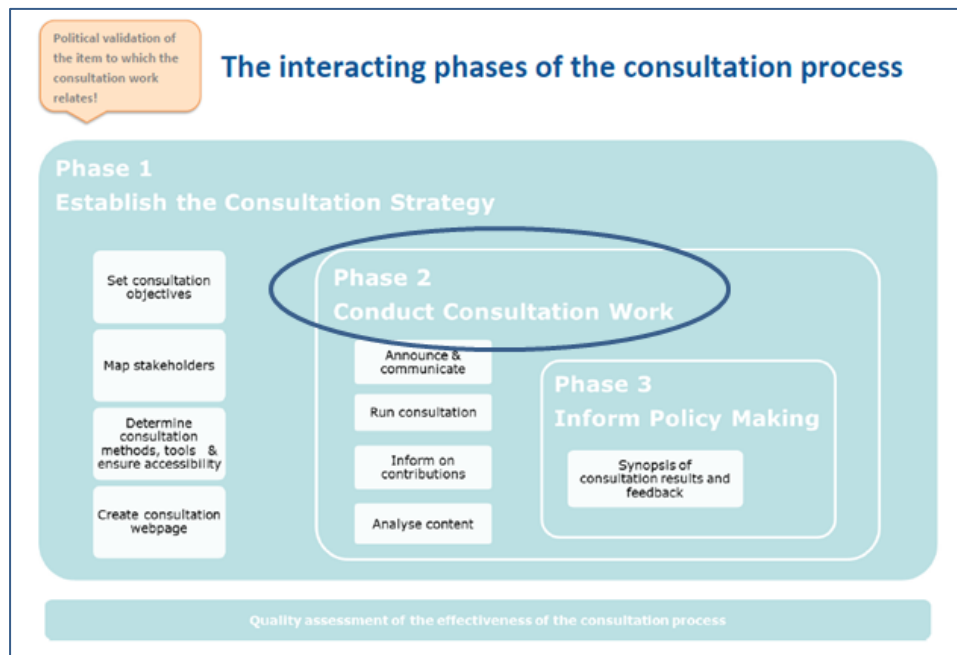 Political validation of
the item to which the
consultation work
relates!
The interacting phases of the consultation process
Phase 1
Establish the Consultation Strategy
Set consultation
objectives
Map stakeholders
Determine
consultation
methods, tools &
ensure accessibility
Create consultation
webpage
Phase 2
Conduct Consultation Work
Announce &
communicate
Run consultation
Inform on
contributions
Analyse content
Phase 3
Inform Policy Making
Synopsis of
consultation results and
feedback
Quality assessment of the effectiveness of the consultation process